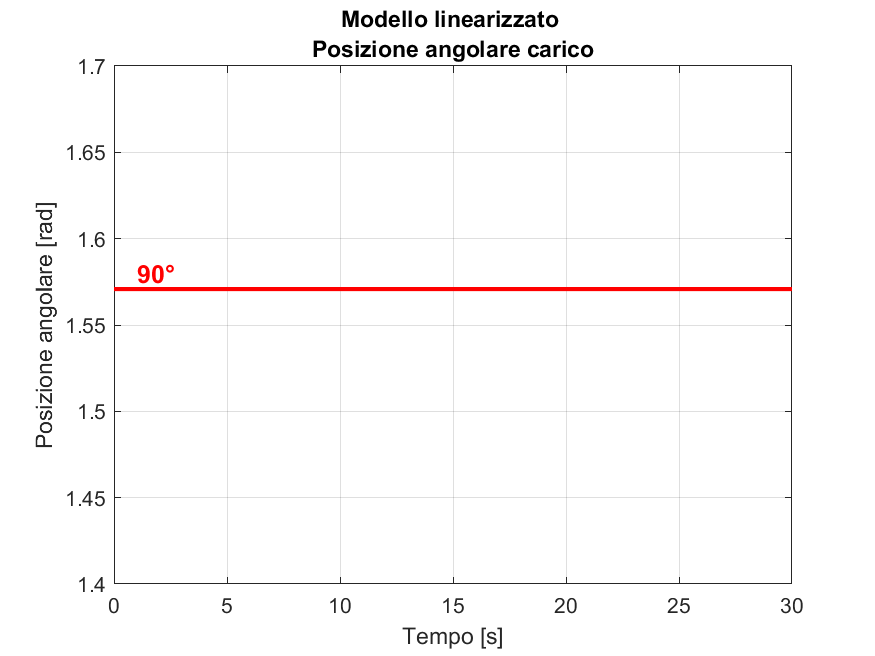 Modello linearizzato
Posizione angolare carico
Posizione angolare [rad]
1.7
1.65
1.6
1.55
1.5
1.45
1.4
90°
0 5 10 15 20 25 30
Tempo [s]